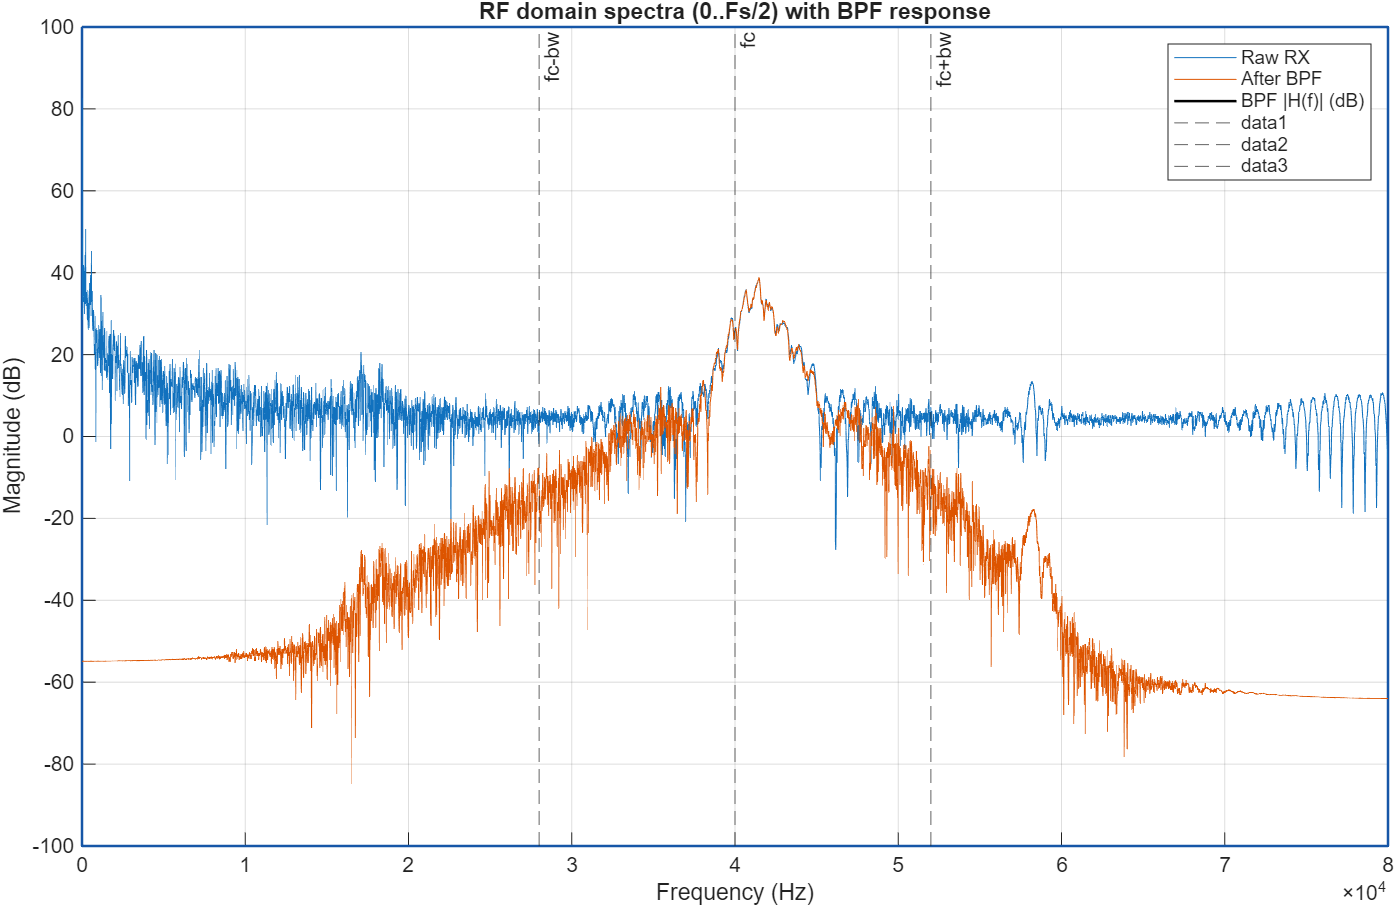 RF domain spectra (0..Fs/2) with BPF response
100
80
60
40
20
0
-20
-40
-60
-80
-100
Magnitude (dB)
fc-bw
fc
fc+bw
Raw RX
After BPF
BPF |H(f)| (dB)
data1
data2
data3
0
1
2
3
4
5
6
7
8
Frequency (Hz)
×10⁴